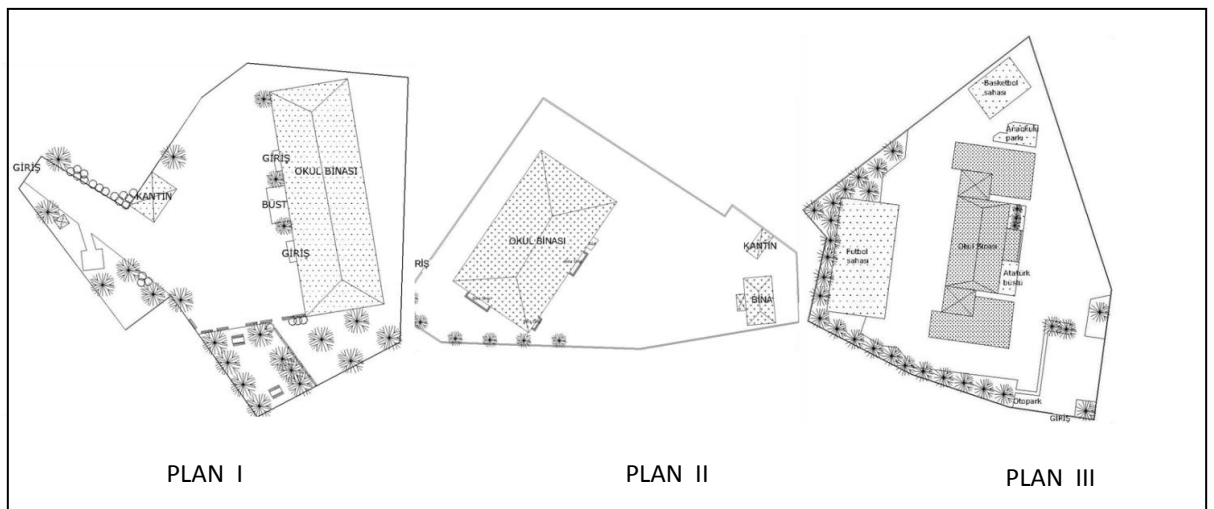 GİRİŞ
KANTİN
GİRİŞ
OKUL BİNASI
BÜST
GİRİŞ
PLAN I
RİŞ
OKUL BİNASI
KANTİN
BİNA
PLAN II
Basketbol
sahası
Anaokulu
parkı
Futbol
sahası
Okul Binası
Atatürk
büstü
Otopark
GİRİŞ
PLAN III